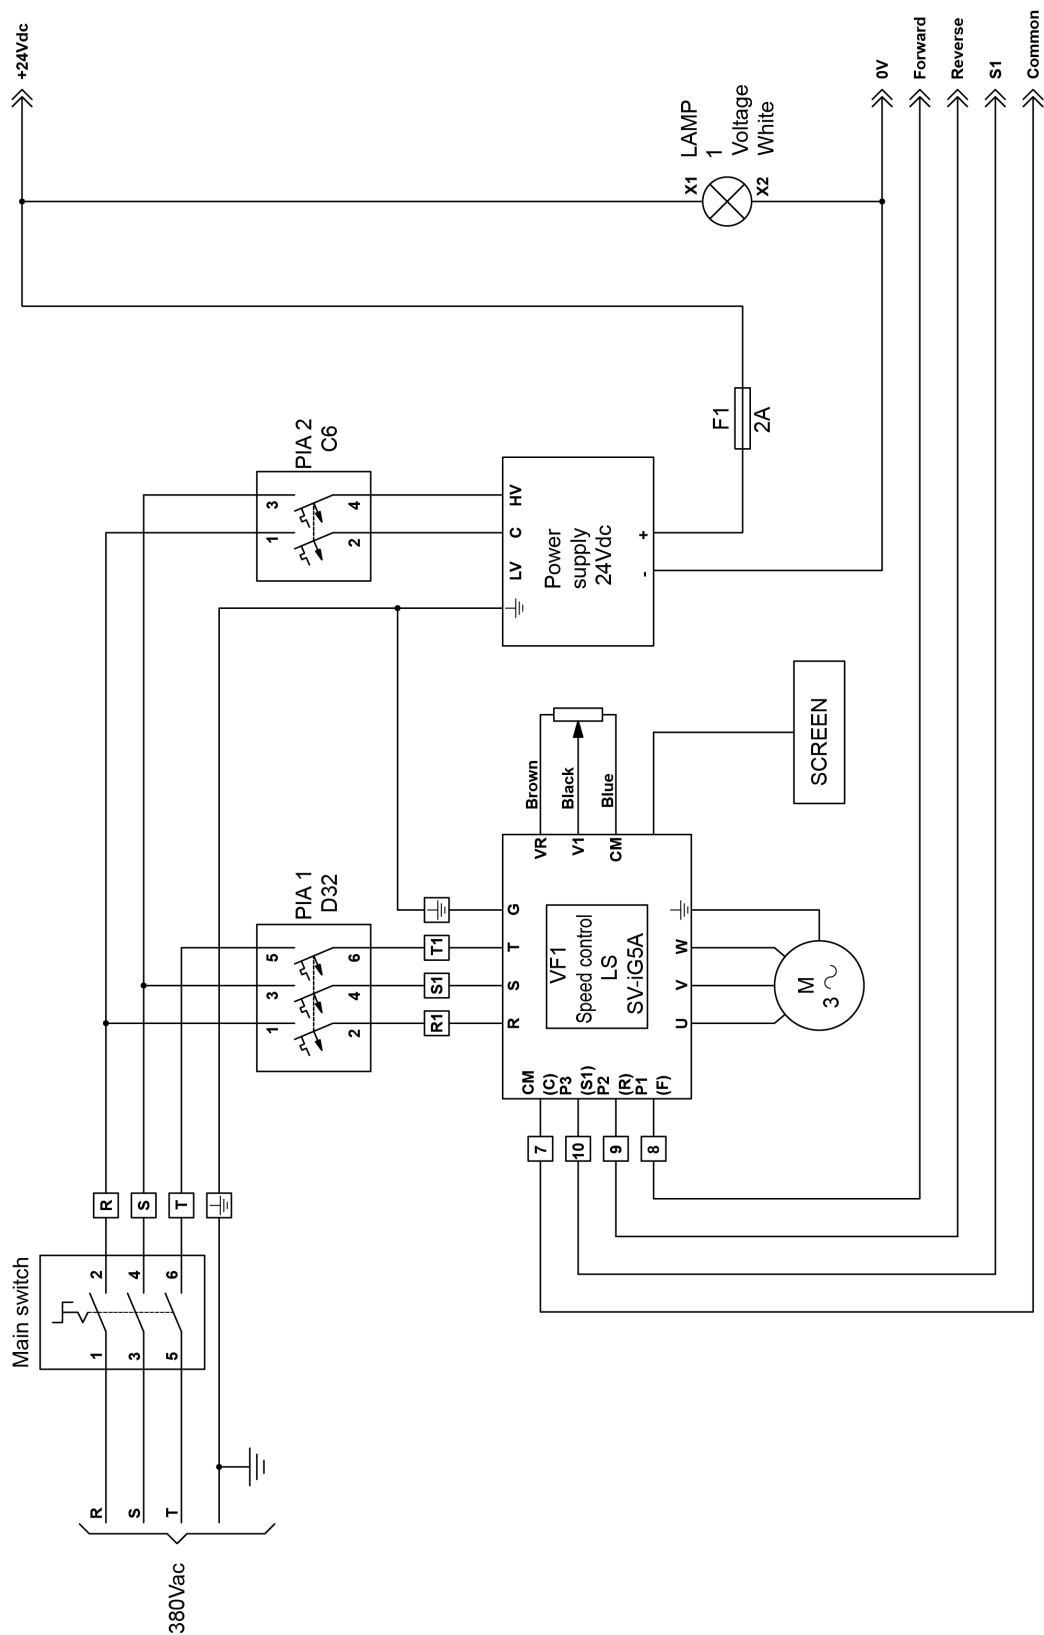 380Vac
R
S
T
Main switch
1
3
5
2
4
6
R
S
T
PIA 1
D32
1
3
5
2
4
6
R1
S1
T1
PIA 2
C6
1
3
2
4
R
S
T
G
VF1
Speed control
LS
SV-iG5A
CM
(C)
P3
(S1)
P2
(R)
P1
(F)
7
10
9
8
U
V
W
M
3
VR
V1
CM
Brown
Black
Blue
SCREEN
LV
C
HV
Power
supply
24Vdc
-
+
F1
2A
X1
X2
LAMP
1
Voltage
White
+24Vdc
0V
Forward
Reverse
S1
Common